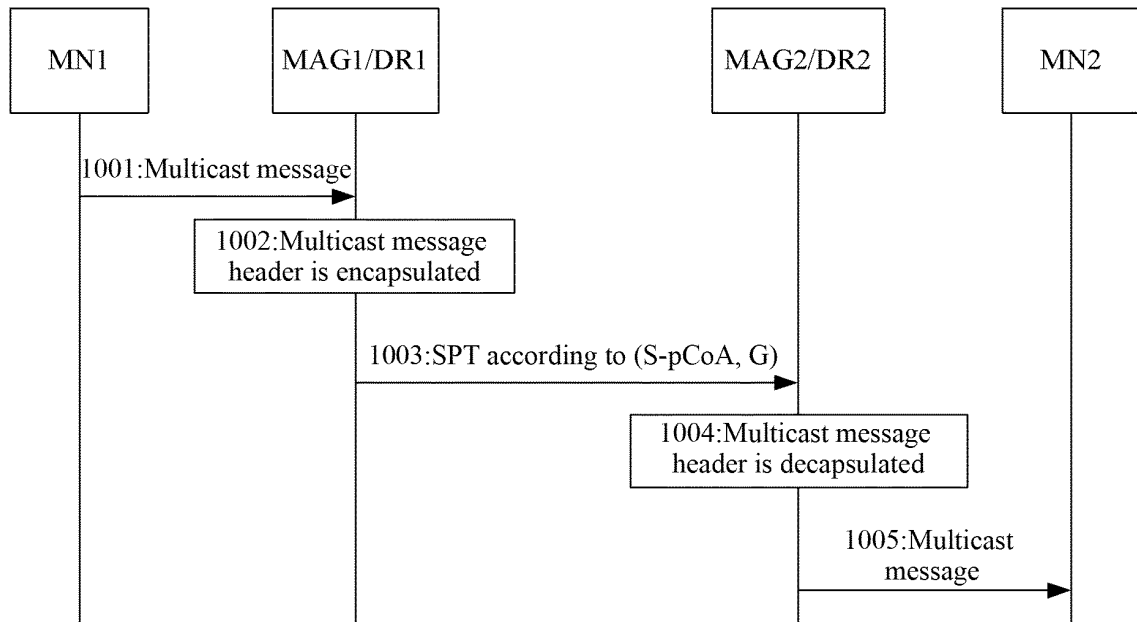 MN1
MAG1/DR1
MAG2/DR2
MN2
1001:Multicast message
1002:Multicast message
header is encapsulated
1003:SPT according to (S-pCoA, G)
1004:Multicast message
header is decapsulated
1005:Multicast
message